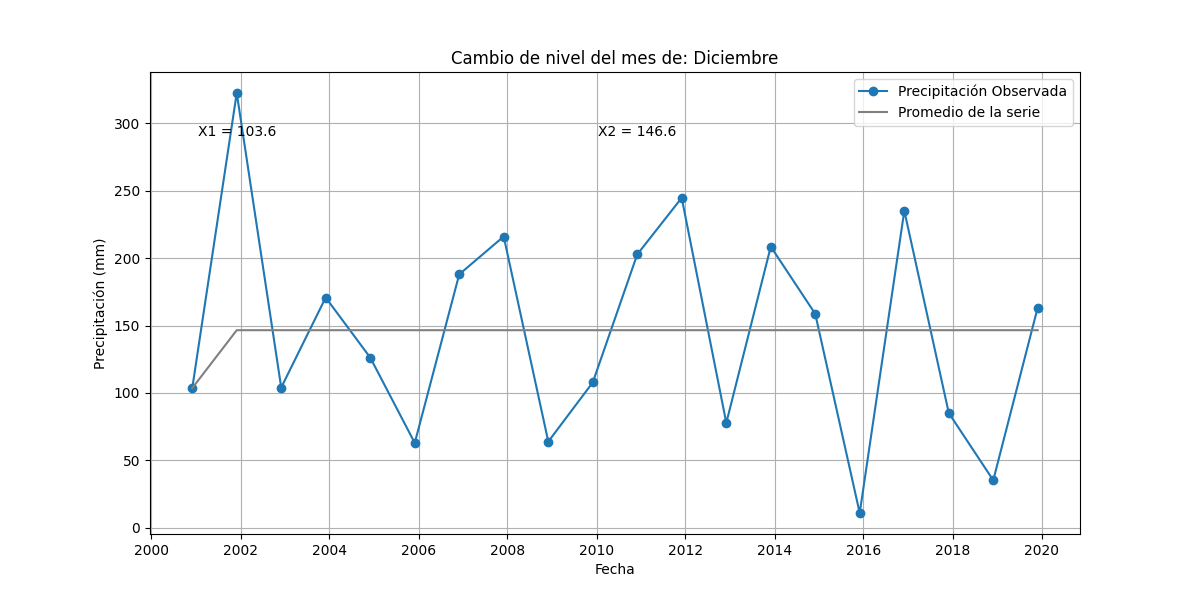 Cambio de nivel del mes de: Diciembre
Precipitación Observada
Promedio de la serie
X1 = 103.6
X2 = 146.6
Precipitación (mm)
300
250
200
150
100
50
0
2000 2002 2004 2006 2008 2010 2012 2014 2016 2018 2020
Fecha